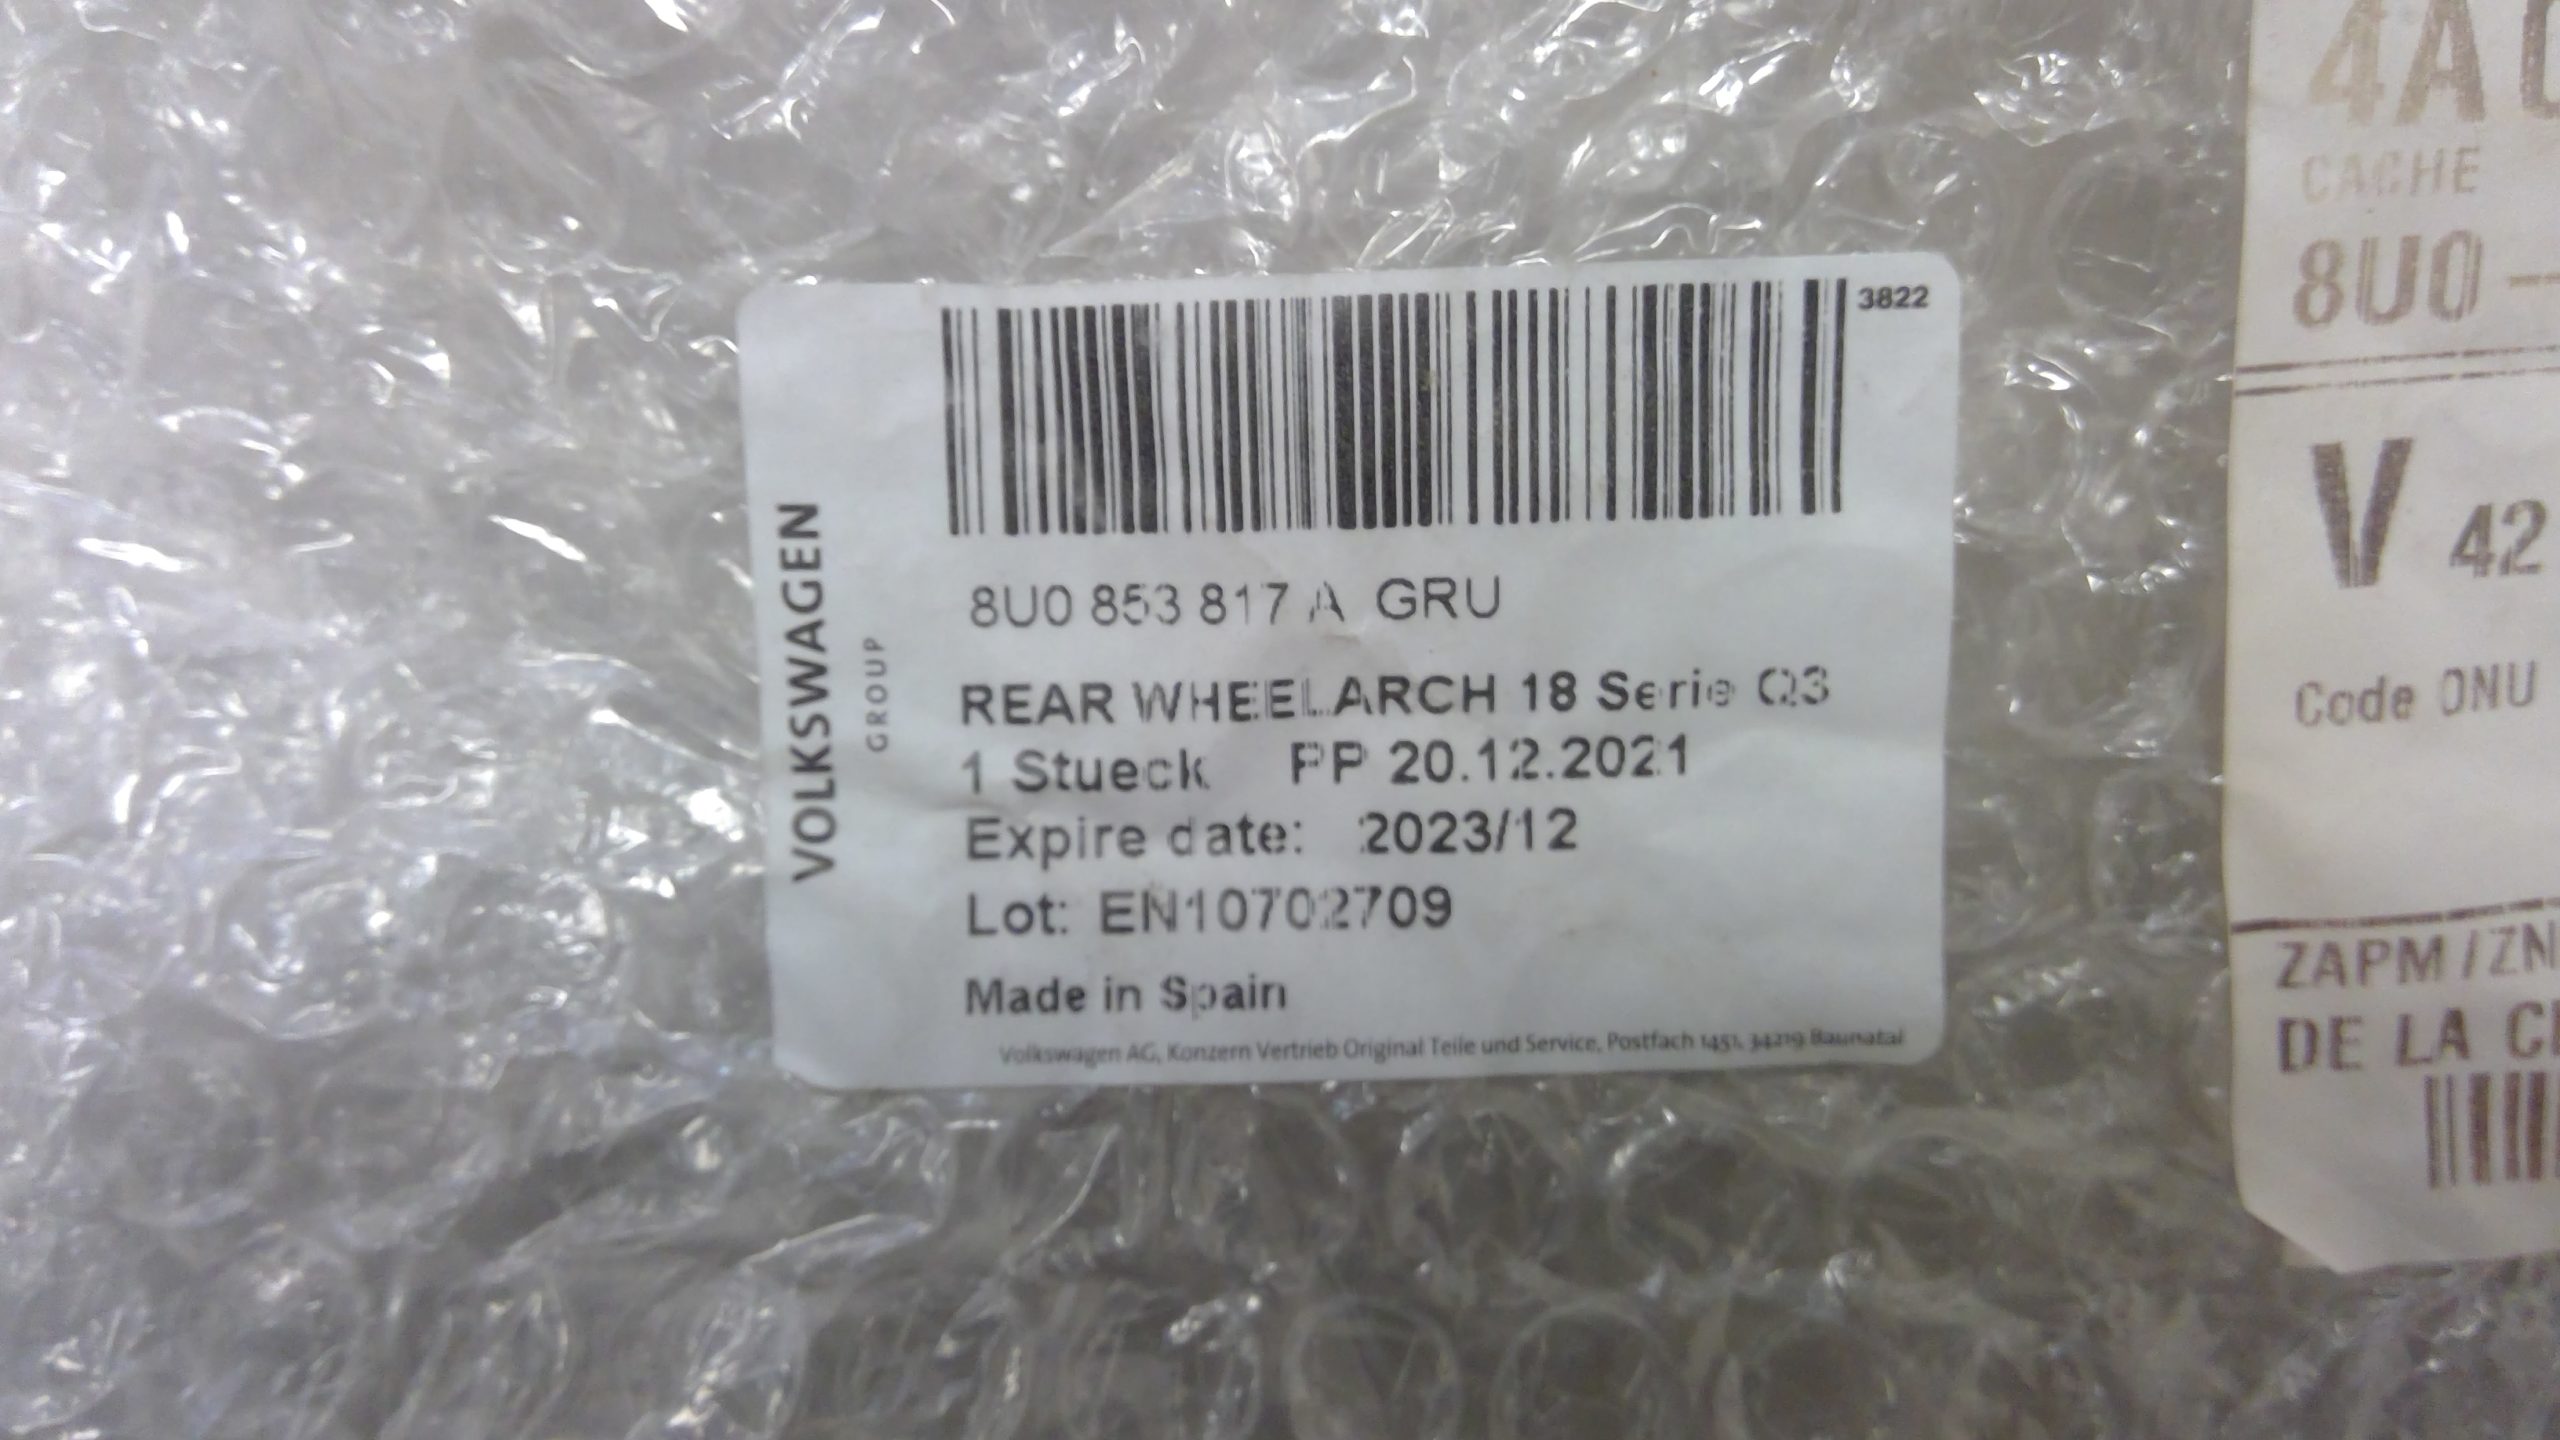 3822
VOLKSWAGEN
GROUP
8U0 853 817 A GRU
REAR WHEELARCH 18 Serie Q3
1 Stueck PP 20.12.2021
Expire date: 2023/12
Lot: EN10702709
Made in Spain
Volkswagen AG, Konzern Vertrieb Original Teile und Service, Postfach 1451, 34219 Baunatal
4A
CACHE
8U0 -
V 42
Code ONU
ZAPM/ZN
DE LA